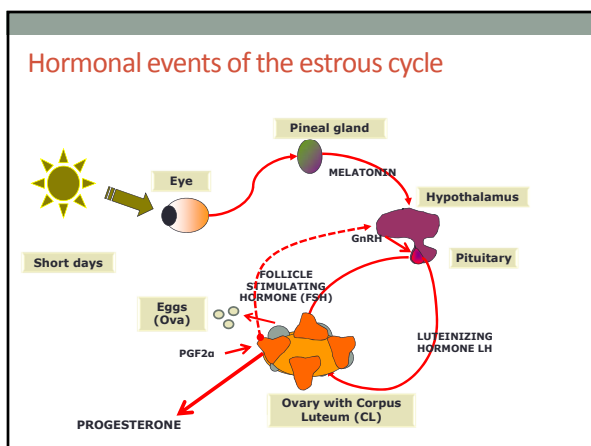 Hormonal events of the estrous cycle
Pineal gland
Eye
MELATONIN
Hypothalamus
GnRH
Short days
Pituitary
FOLLICLE
STIMULATING
HORMONE (FSH)
Eggs
(Ova)
LUTEINIZING
HORMONE LH
PGF2α
Ovary with Corpus
Luteum (CL)
PROGESTERONE